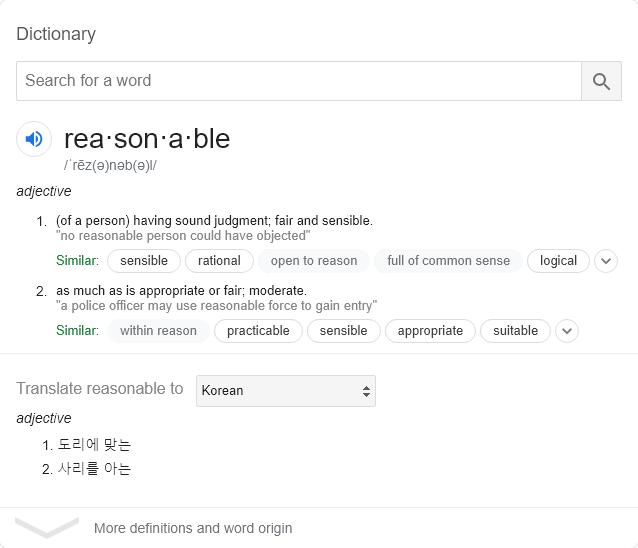 Dictionary
Search for a word
rea·son·a·ble
/ˈrēz(ə)nəb(ə)l/
adjective
1. (of a person) having sound judgment; fair and sensible.
"no reasonable person could have objected"
Similar: sensible rational open to reason full of common sense logical
2. as much as is appropriate or fair; moderate.
"a police officer may use reasonable force to gain entry"
Similar: within reason practicable sensible appropriate suitable
Translate reasonable to Korean
adjective
1. 도리에 맞는
2. 사리를 아는
More definitions and word origin